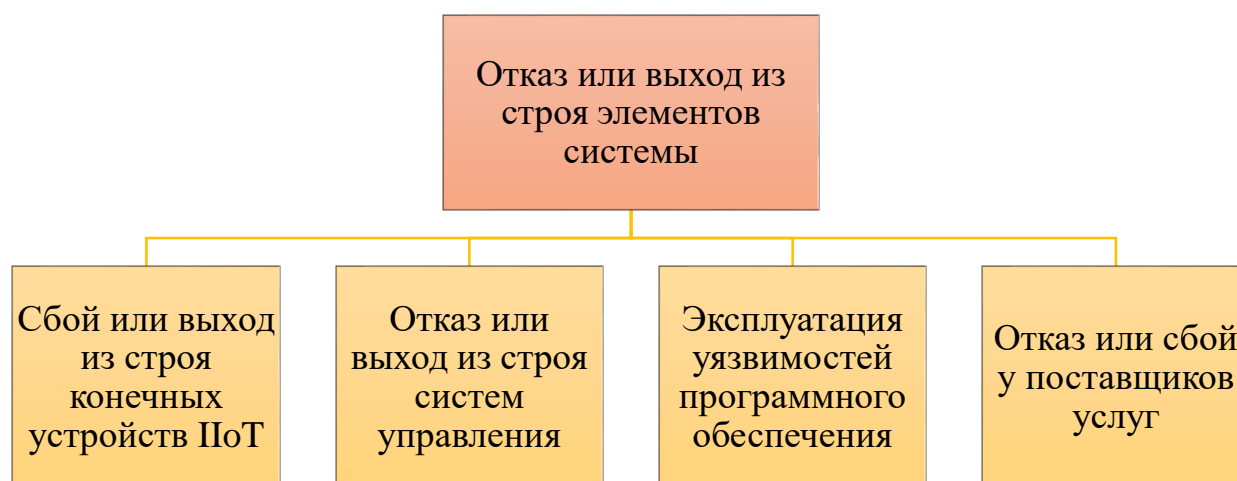 Отказ или выход из
строя элементов
системы
Сбой или выход
из строя
конечных
устройств IIoT
Отказ или
выход из строя
систем
управления
Эксплуатация
уязвимостей
программного
обеспечения
Отказ или сбой
у поставщиков
услуг